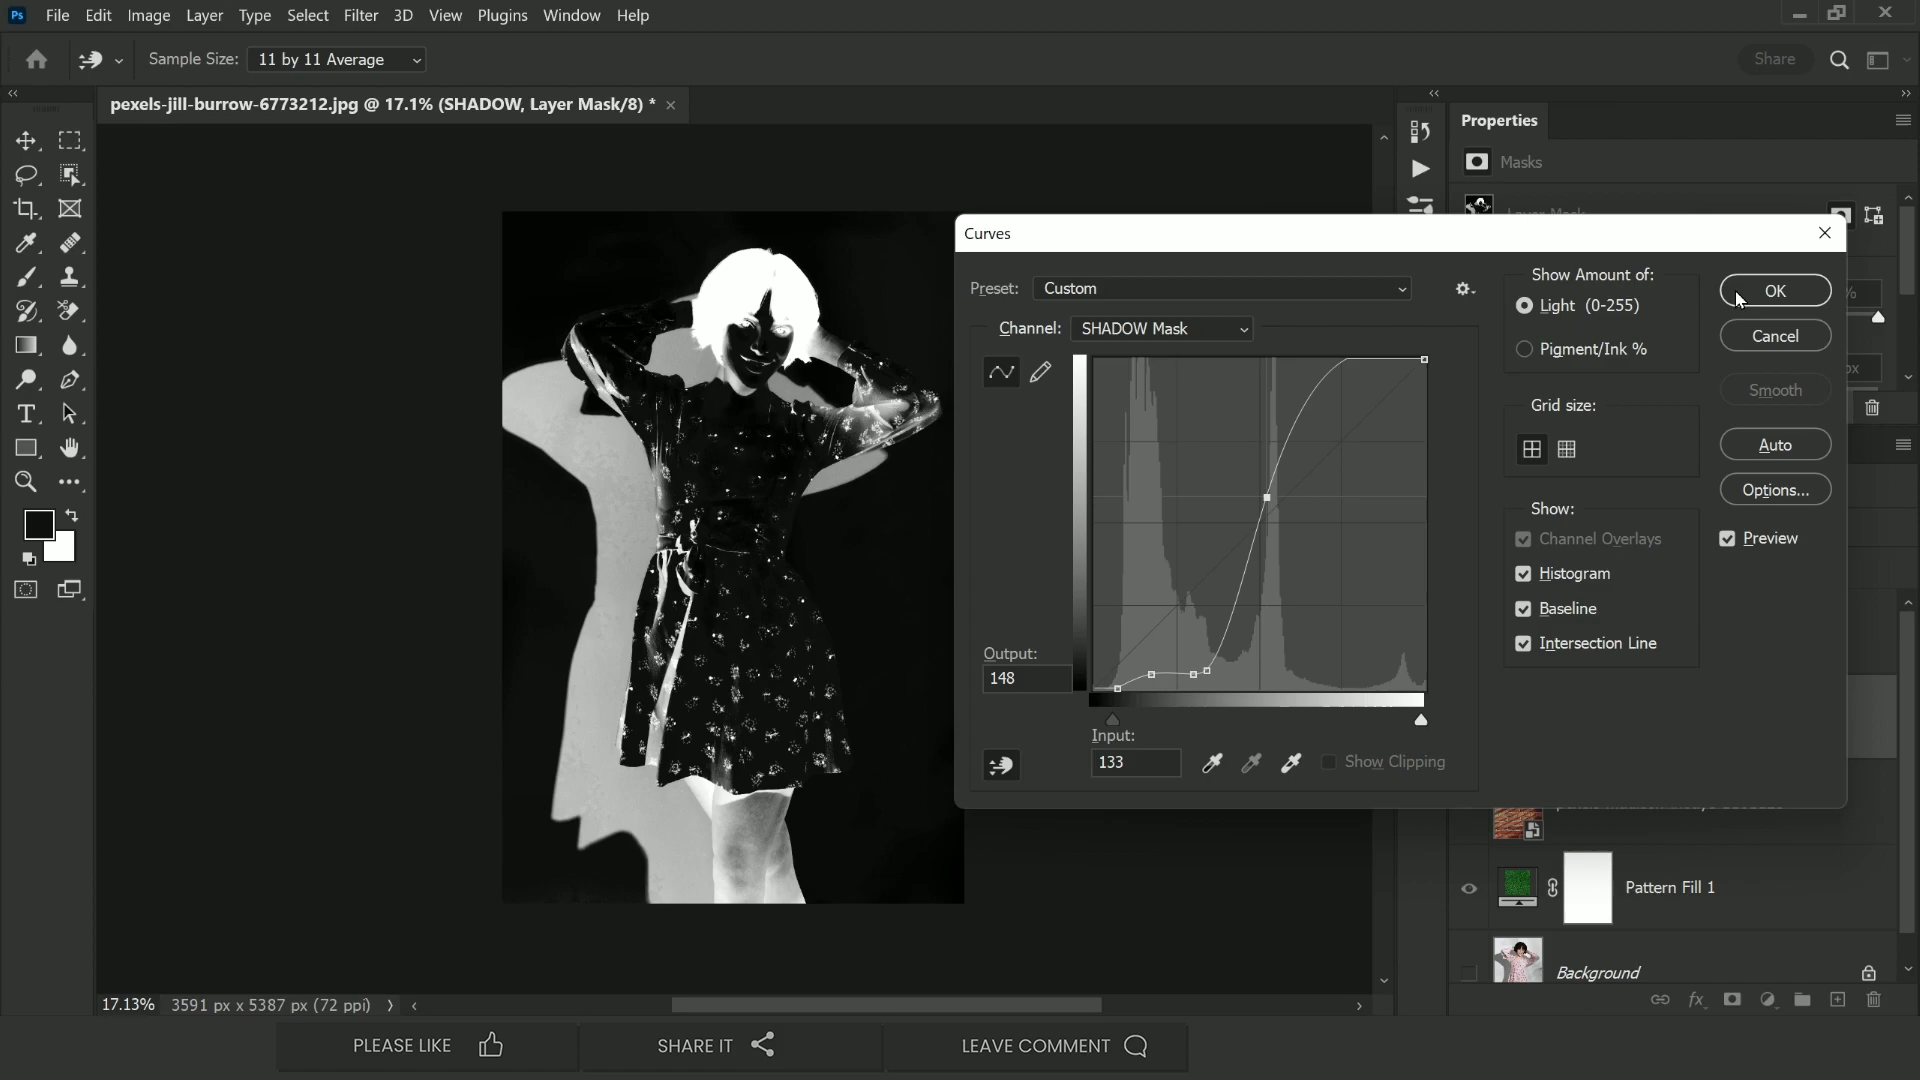 Ps File Edit Image Layer Type Select Filter 3D View Plugins Window Help
Sample Size: 11 by 11 Average
Share
pexels-jill-burrow-6773212.jpg @ 17.1% (SHADOW, Layer Mask/8) *
Properties
Masks
Curves
Preset: Custom
Channel: SHADOW Mask
Output:
148
Input:
133
Show Clipping
Show Amount of:
Light (0-255)
Pigment/Ink %
Grid size:
Show:
Channel Overlays
Histogram
Baseline
Intersection Line
OK
Cancel
Smooth
Auto
Options...
Preview
%
px
Pattern Fill 1
Background
17.13% 3591 px x 5387 px (72 ppi)
PLEASE LIKE
SHARE IT
LEAVE COMMENT